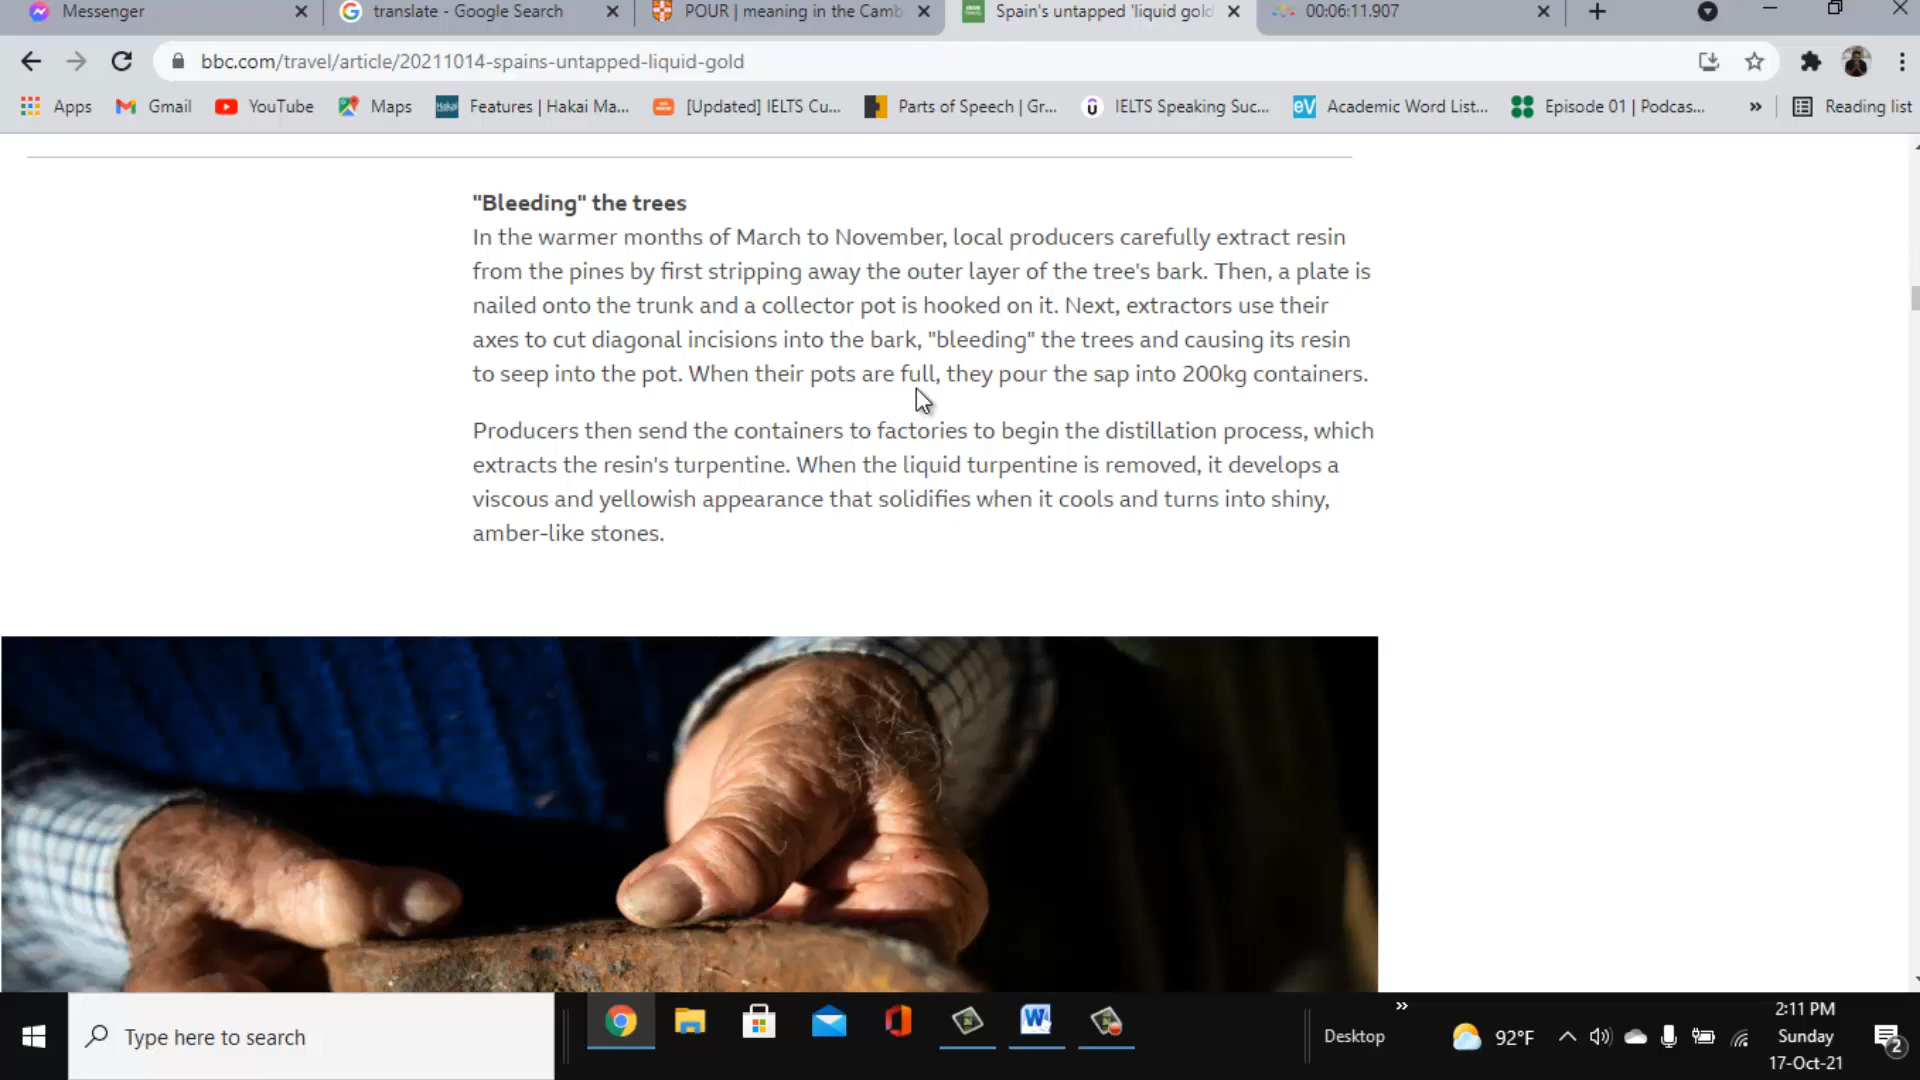 Messenger
translate - Google Search
POUR | meaning in the Camb
Spain's untapped 'liquid gold
00:06:11.907
bbc.com/travel/article/20211014-spains-untapped-liquid-gold
Apps
Gmail
YouTube
Maps
Hakai
Features | Hakai Ma...
[Updated] IELTS Cu...
Parts of Speech | Gr...
IELTS Speaking Suc...
eV
Academic Word List...
Episode 01 | Podcas...
»
Reading list
"Bleeding" the trees
In the warmer months of March to November, local producers carefully extract resin
from the pines by first stripping away the outer layer of the tree's bark. Then, a plate is
nailed onto the trunk and a collector pot is hooked on it. Next, extractors use their
axes to cut diagonal incisions into the bark, "bleeding" the trees and causing its resin
to seep into the pot. When their pots are full, they pour the sap into 200kg containers.
Producers then send the containers to factories to begin the distillation process, which
extracts the resin's turpentine. When the liquid turpentine is removed, it develops a
viscous and yellowish appearance that solidifies when it cools and turns into shiny,
amber-like stones.
Type here to search
Desktop
»
92°F
2:11 PM
Sunday
17-Oct-21
2